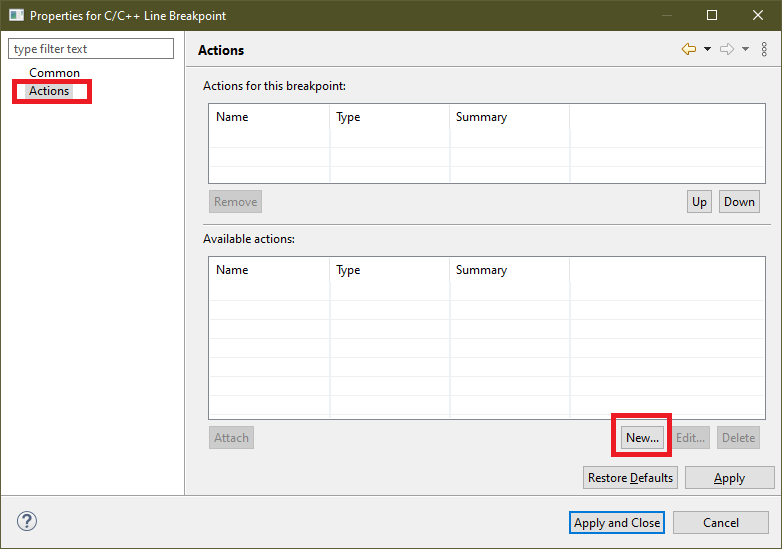 Properties for C/C++ Line Breakpoint
type filter text
Common
Actions
Actions
Actions for this breakpoint:
Name Type Summary
Remove Up Down
Available actions:
Name Type Summary
Attach New... Edit... Delete
Restore Defaults Apply
? Apply and Close Cancel